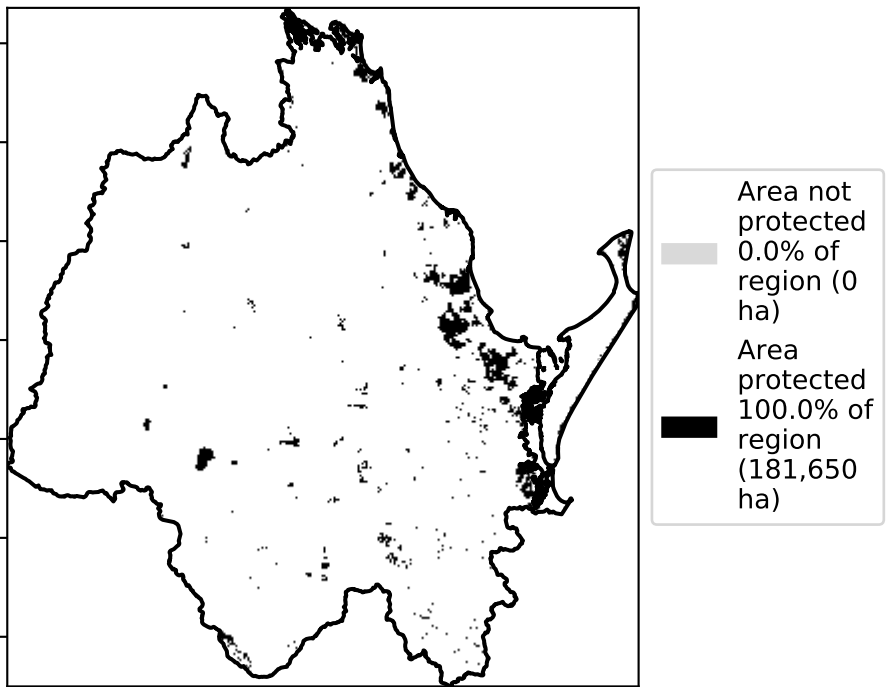 Area not
protected
0.0% of
region (0
ha)
Area
protected
100.0% of
region
(181,650
ha)